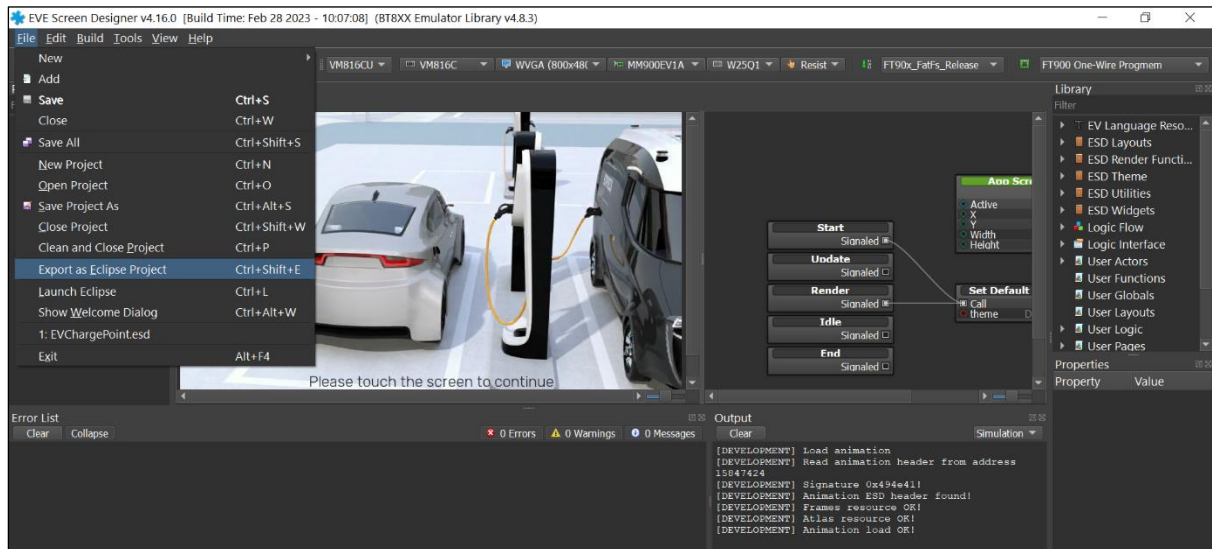 EVE Screen Designer v4.16.0 [Build Time: Feb 28 2023 - 10:07:08] (BT8XX Emulator Library v4.8.3)
File Edit Build Tools View Help
VM816CU VM816C WVGA (800x48( MM900EV1A W25Q1 Resist FT90x_FatFs_Release FT900 One-Wire Progmem
New
Add
Save Ctrl+S
Close Ctrl+W
Save All Ctrl+Shift+S
New Project Ctrl+N
Open Project Ctrl+O
Save Project As Ctrl+Alt+S
Close Project Ctrl+Shift+W
Clean and Close Project Ctrl+P
Export as Eclipse Project Ctrl+Shift+E
Launch Eclipse Ctrl+L
Show Welcome Dialog Ctrl+Alt+W
1: EVChargePoint.esd
Exit Alt+F4
Please touch the screen to continue
App Scre
Active
X
Y
Width
Height
Start
Signaled
Update
Signaled
Render
Signaled
Idle
Signaled
End
Signaled
Set Default
Call
theme D
Library
Filter
EV Language Reso...
ESD Layouts
ESD Render Functi...
ESD Theme
ESD Utilities
ESD Widgets
Logic Flow
Logic Interface
User Actors
User Functions
User Globals
User Layouts
User Logic
User Pages
Properties
Property Value
Error List
Clear Collapse 0 Errors 0 Warnings 0 Messages
Output
Clear Simulation
[DEVELOPMENT] Load animation
[DEVELOPMENT] Read animation header from address
15847424
[DEVELOPMENT] Signature 0x494e41!
[DEVELOPMENT] Animation ESD header found!
[DEVELOPMENT] Frames resource OK!
[DEVELOPMENT] Atlas resource OK!
[DEVELOPMENT] Animation load OK!